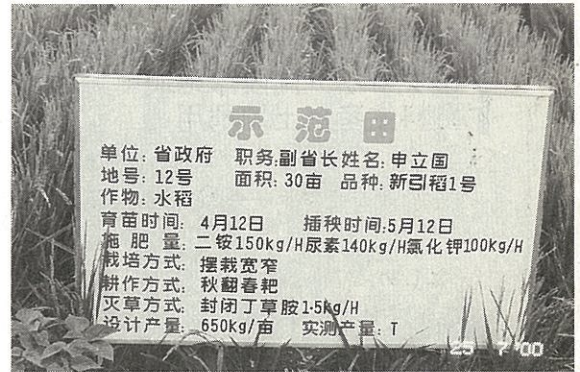 示范田
单位: 省政府 职务:副省长姓名: 申立国
地号: 12号 面积: 30亩 品种: 新引稻1号
作物: 水稻
育苗时间: 4月12日 插秧时间:5月12日
施肥量: 二铵150kg/H尿素140kg/H氯化钾100kg/H
栽培方式: 摆栽宽窄
耕作方式: 秋翻春耙
灭草方式: 封闭丁草胺1·5kg/H
设计产量: 650kg/亩 实测产量: T
25 7 '00